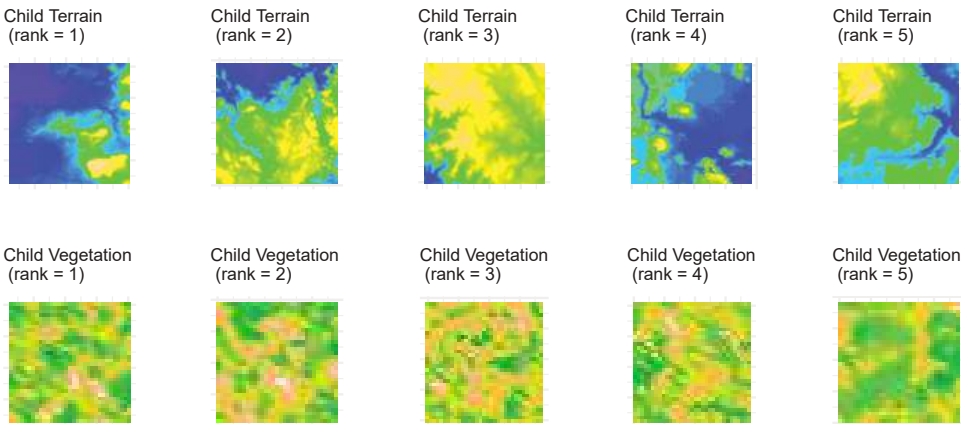 Child Terrain
(rank = 1)
Child Terrain
(rank = 2)
Child Terrain
(rank = 3)
Child Terrain
(rank = 4)
Child Terrain
(rank = 5)
Child Vegetation
(rank = 1)
Child Vegetation
(rank = 2)
Child Vegetation
(rank = 3)
Child Vegetation
(rank = 4)
Child Vegetation
(rank = 5)